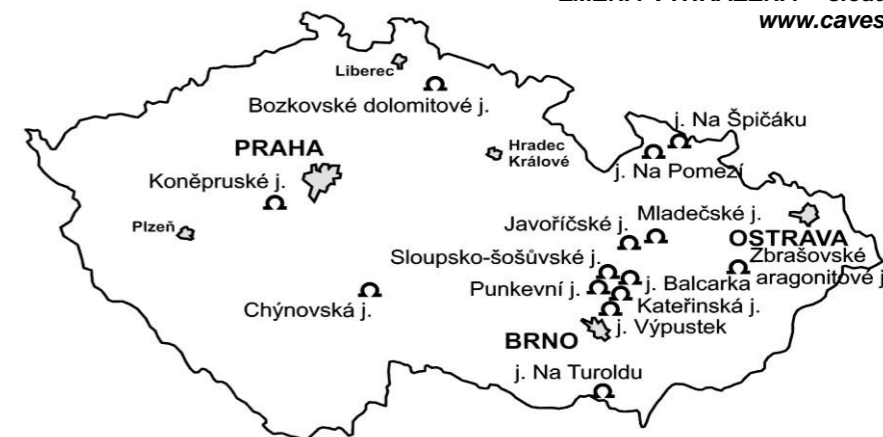 www.caves
Liberec
Bozkovské dolomitové j.
j. Na Špičáku
PRAHA
Hradec
Králové
j. Na Pomezí
Koněpruské j.
Plzeň
Javoříčské j.
Mladečské j.
OSTRAVA
Sloupsko-šošůvské j.
Zbrašovské
aragonitové j.
Punkevní j.
j. Balcarka
Chýnovská j.
Kateřinská j.
j. Výpustek
BRNO
j. Na Turoldu